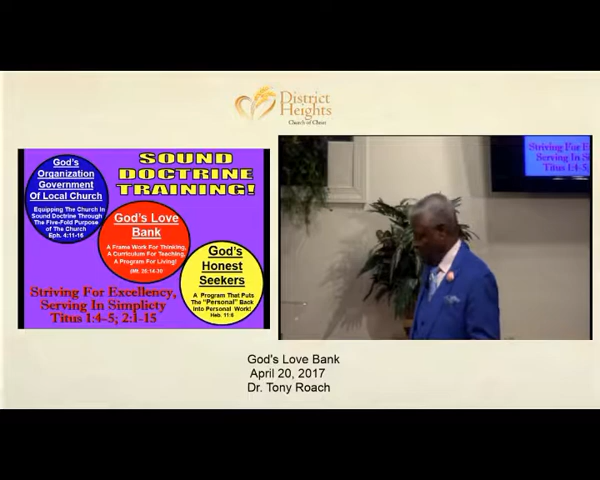 District
Heights
Church of Christ
SOUND
DOCTRINE
TRAINING!
God's
Organization
Government
Of Local Church
Equipping The Church In
Sound Doctrine Through
The Five-Fold Purpose
of The Church
Eph. 4:11-16
God's Love
Bank
A Frame Work For Thinking,
A Curriculum For Teaching,
A Program For Living!
God's
Honest
Seekers
A Program That Puts
The "Personal" Back
Into Personal Work!
Heb. 11:6
Striving For Excellency,
Serving In Simplicty
Titus 1:4-5; 2:1-15
Striving For E
Serving In S
Titus 1:4-5;
God's Love Bank
April 20, 2017
Dr. Tony Roach